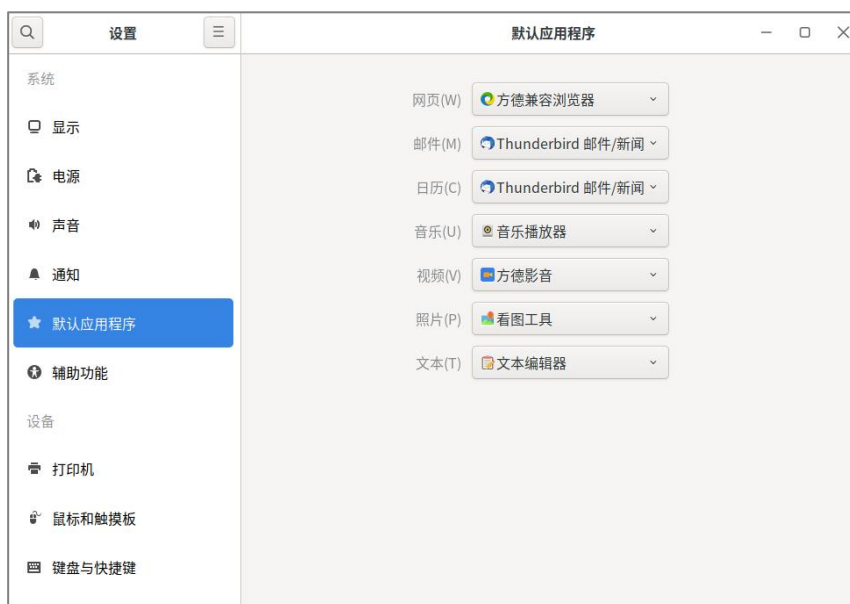 设置
默认应用程序
系统
显示
电源
声音
通知
默认应用程序
辅助功能
设备
打印机
鼠标和触摸板
键盘与快捷键
网页(W) 方德兼容浏览器
邮件(M) Thunderbird 邮件/新闻
日历(C) Thunderbird 邮件/新闻
音乐(U) 音乐播放器
视频(V) 方德影音
照片(P) 看图工具
文本(T) 文本编辑器